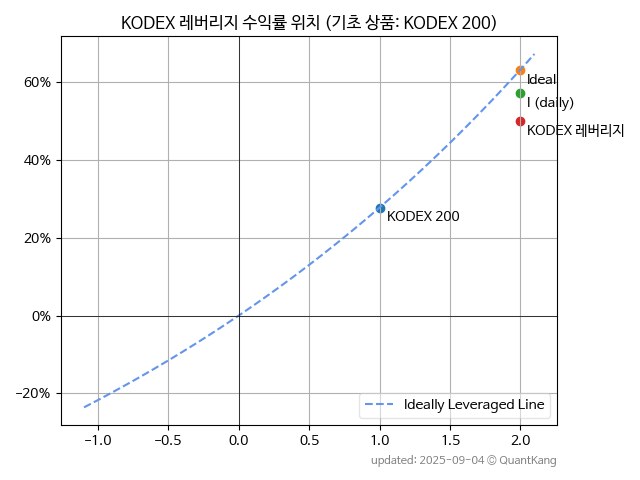 KODEX 레버리지 수익률 위치 (기초 상품: KODEX 200)
60%
40%
20%
0%
−20%
Ideal
I (daily)
KODEX 레버리지
KODEX 200
Ideally Leveraged Line
−1.0 −0.5 0.0 0.5 1.0 1.5 2.0
updated: 2025-09-04 © QuantKang